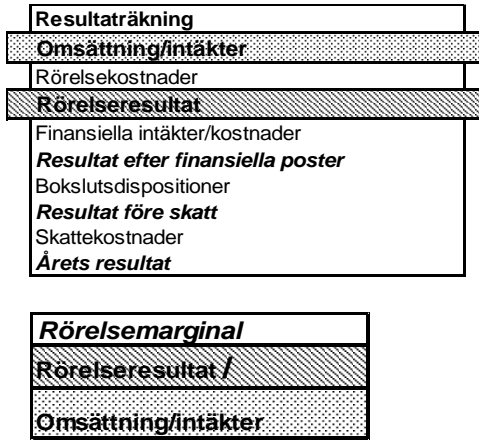 Resultaträkning
Omsättning/intäkter
Rörelsekostnader
Rörelseresultat
Finansiella intäkter/kostnader
Resultat efter finansiella poster
Bokslutsdispositioner
Resultat före skatt
Skattekostnader
Årets resultat
Rörelsemarginal
Rörelseresultat /
Omsättning/intäkter